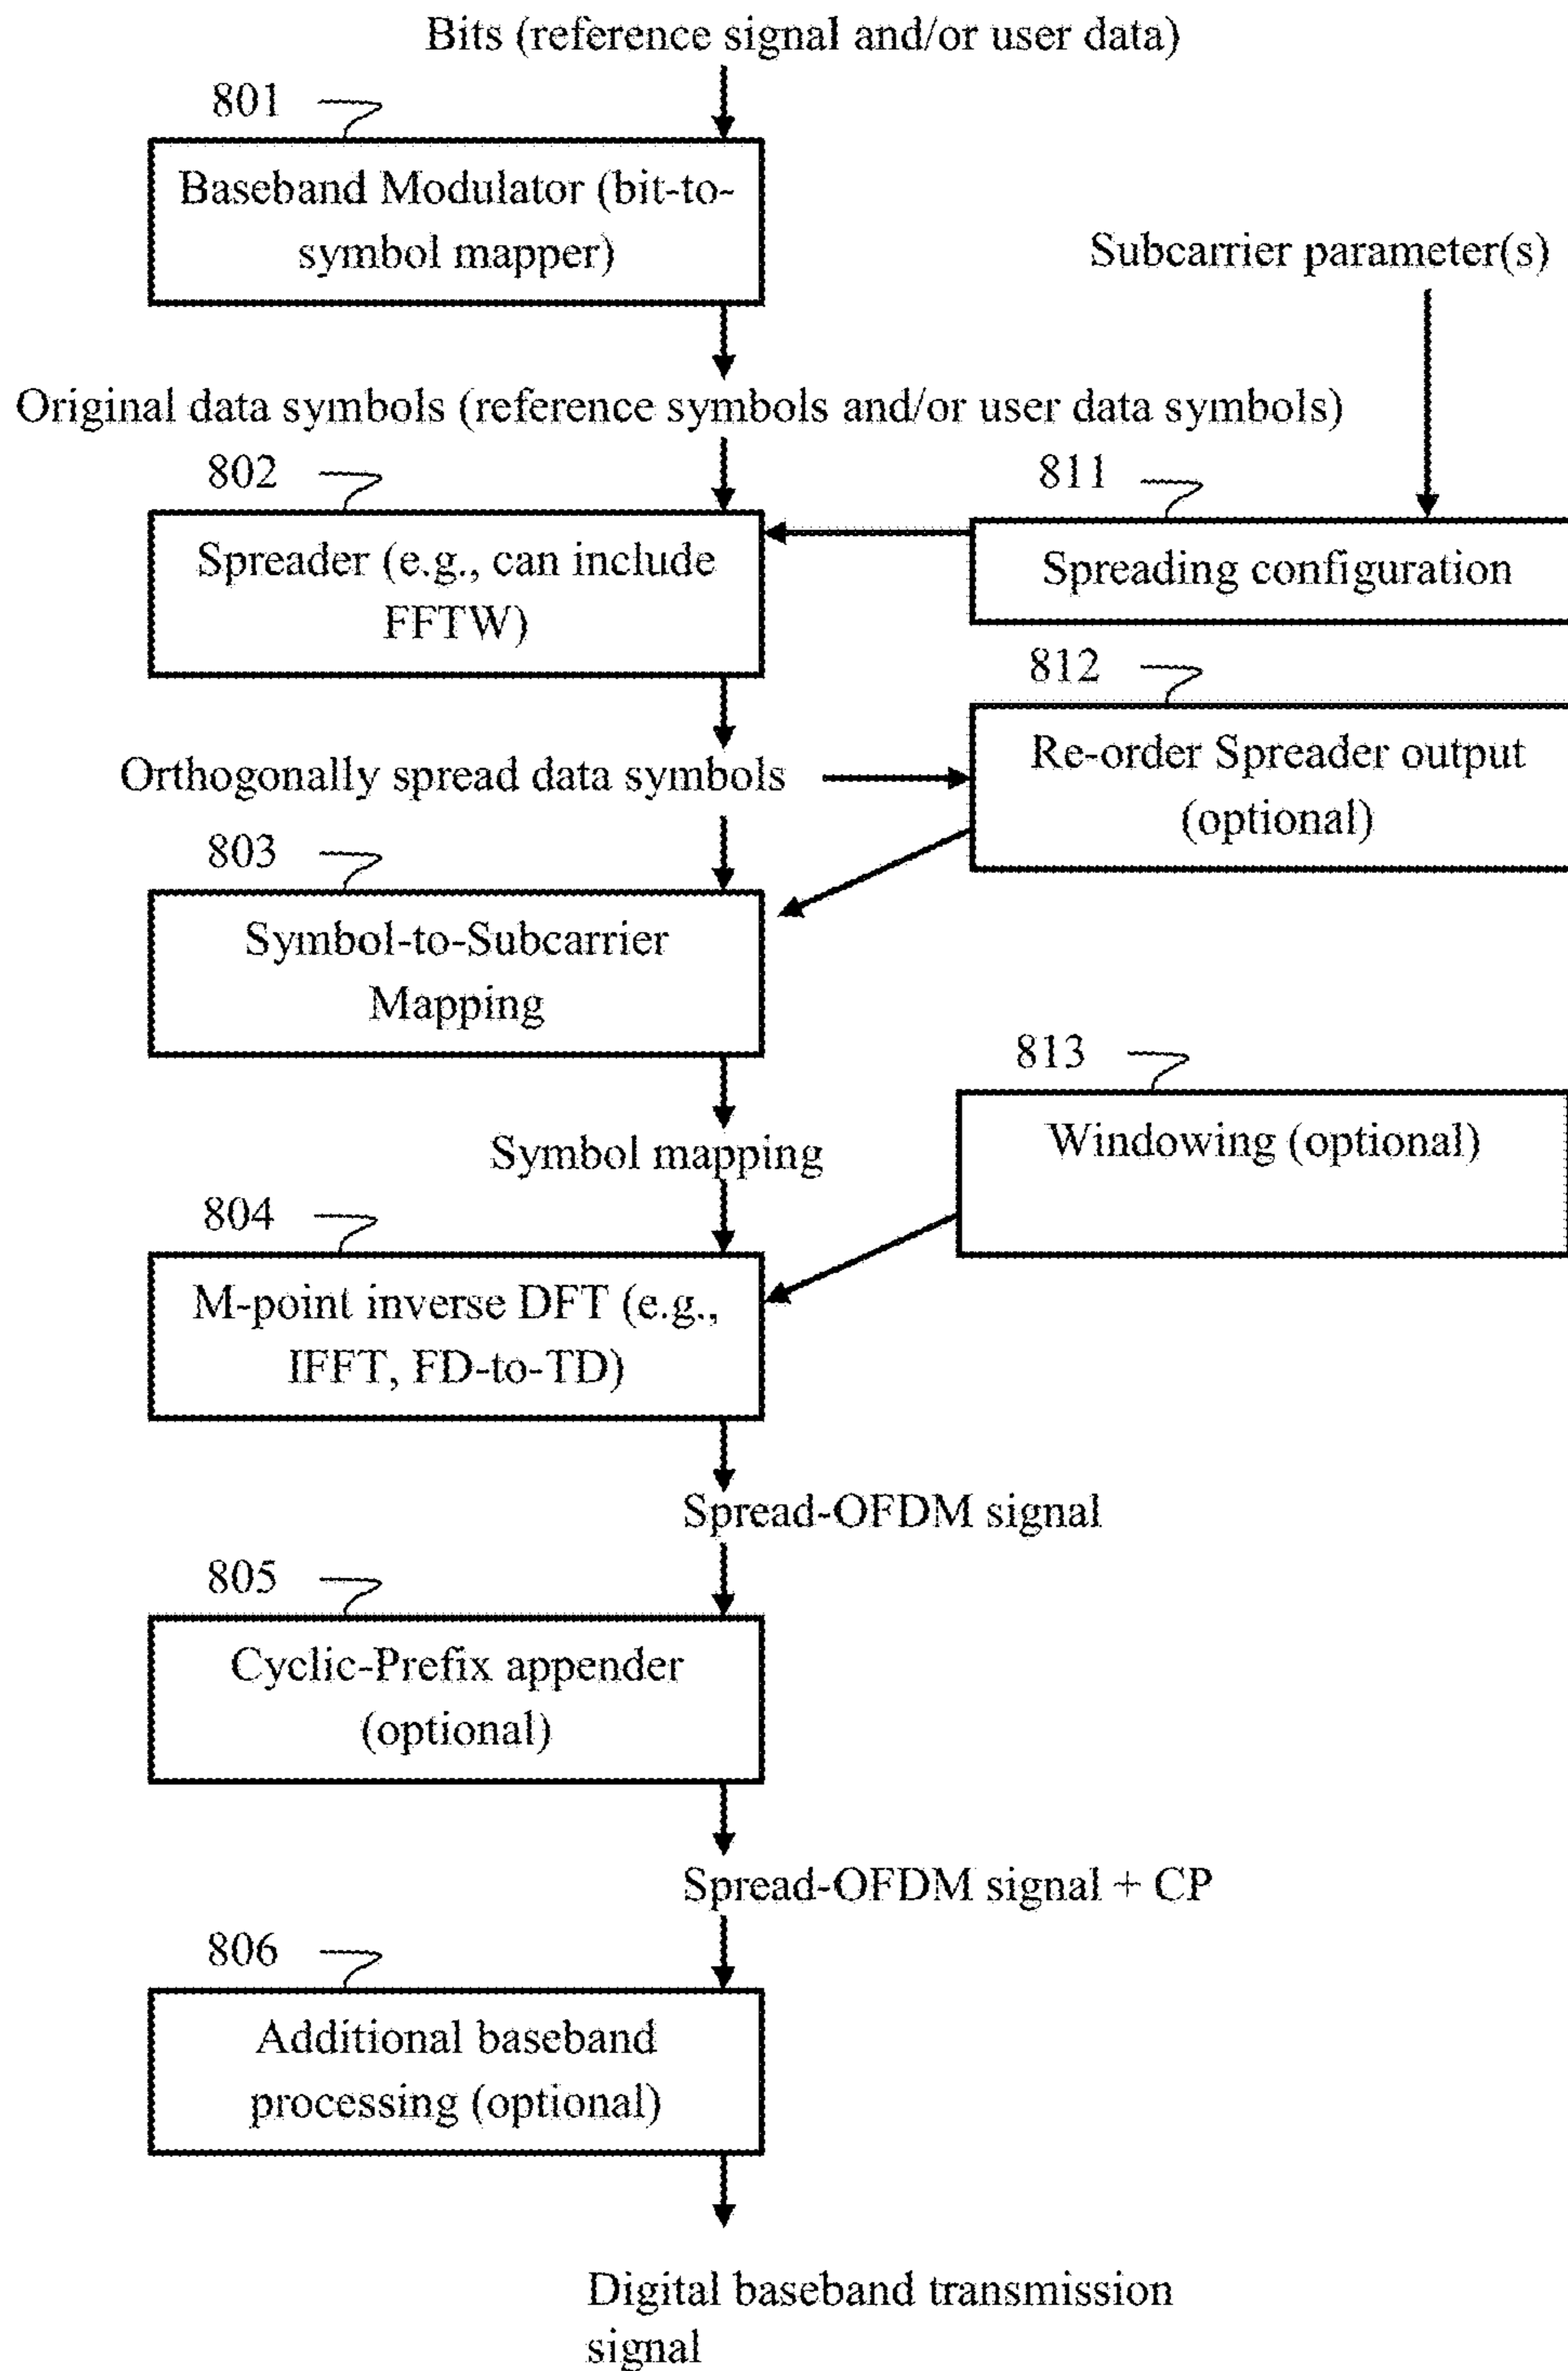 Bits (reference signal and/or user data)
801
Baseband Modulator (bit-to-
symbol mapper)
Subcarrier parameter(s)
Original data symbols (reference symbols and/or user data symbols)
802
811
Spreader (e.g., can include
FFTW)
Spreading configuration
812
Re-order Spreader output
(optional)
Orthogonally spread data symbols
803
Symbol-to-Subcarrier
Mapping
813
Windowing (optional)
Symbol mapping
804
M-point inverse DFT (e.g.,
IFFT, FD-to-TD)
Spread-OFDM signal
805
Cyclic-Prefix appender
(optional)
Spread-OFDM signal + CP
806
Additional baseband
processing (optional)
Digital baseband transmission
signal